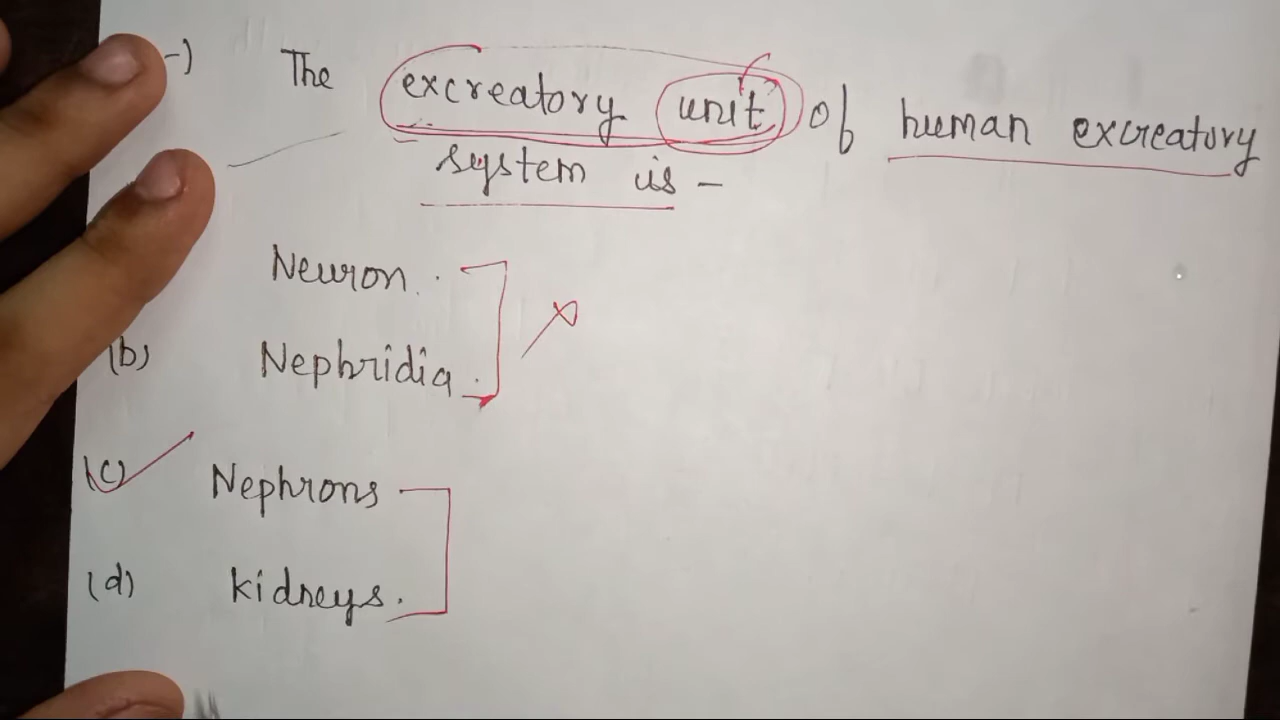 -) The excreatory unit of human excreatory
system is -
Neuron.
(b) Nephridia.
(c) Nephrons
(d) kidneys.